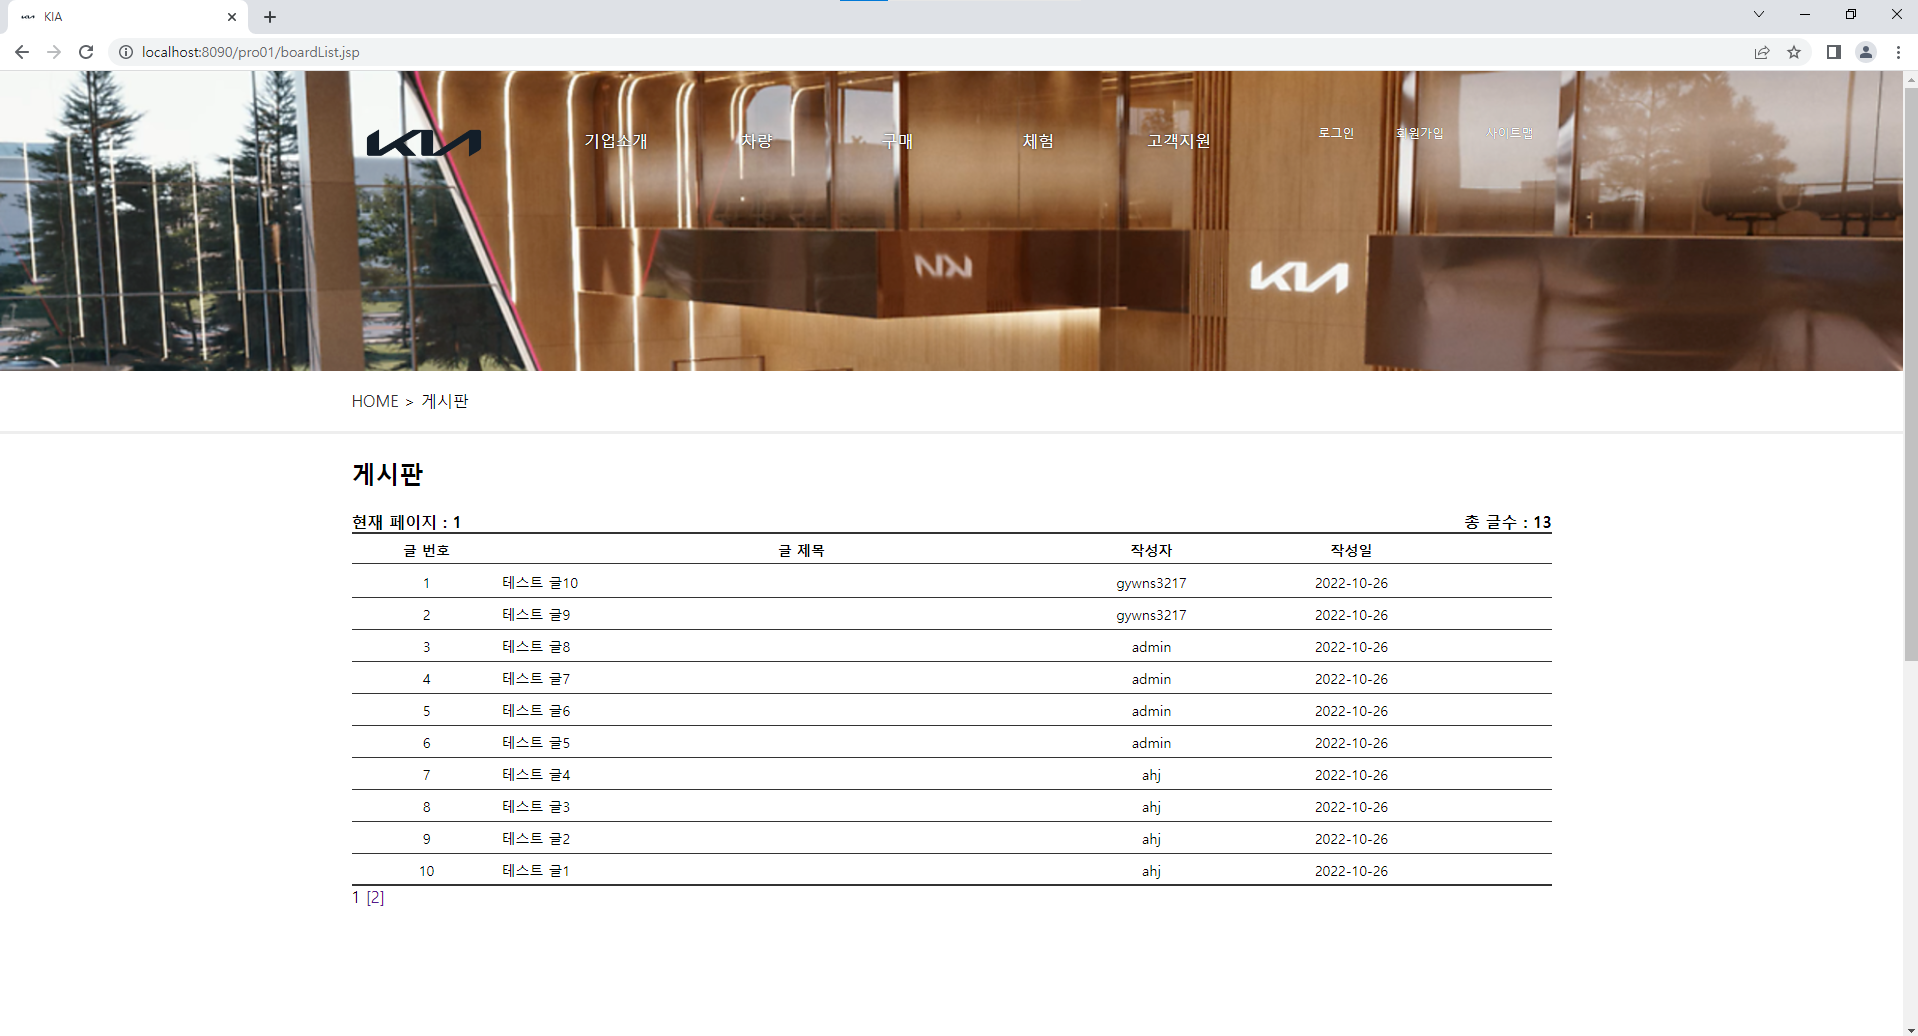 KIA
localhost:8090/pro01/boardList.jsp
KIA 기업소개 차량 구매 체험 고객지원 로그인 회원가입 사이트맵
KIA
HOME > 게시판
게시판
현재 페이지 : 1 총 글수 : 13
글 번호 글 제목 작성자 작성일
1 테스트 글10 gywns3217 2022-10-26
2 테스트 글9 gywns3217 2022-10-26
3 테스트 글8 admin 2022-10-26
4 테스트 글7 admin 2022-10-26
5 테스트 글6 admin 2022-10-26
6 테스트 글5 admin 2022-10-26
7 테스트 글4 ahj 2022-10-26
8 테스트 글3 ahj 2022-10-26
9 테스트 글2 ahj 2022-10-26
10 테스트 글1 ahj 2022-10-26
1 [2]